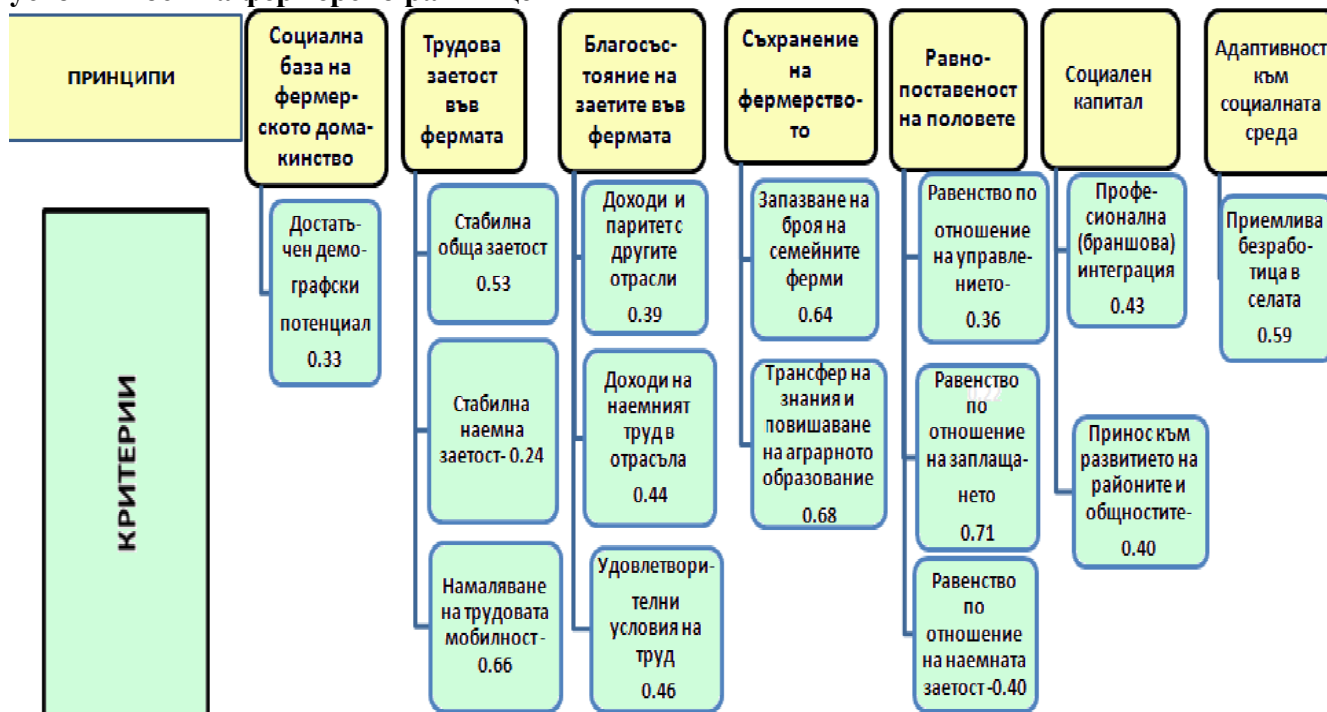 ПРИНЦИПИ
Социална
база на
фермер-
ското дома-
кинство
Трудова
заетост
във
фермата
Благосъс-
тояние на
заетите във
фермата
Съхранение
на
фермерство-
то
Равно-
поставеност
на половете
Социален
капитал
Адаптивност
към
социалната
среда
КРИТЕРИИ
Достатъ-
чен демо-
графски
потенциал
0.33
Стабилна
обща заетост
0.53
Стабилна
наемна
заетост- 0.24
Намаляване
на трудовата
мобилност-
0.66
Доходи и
паритет с
другите
отрасли
0.39
Доходи на
наемният
труд в
отрасъла
0.44
Удовлетвори-
телни
условия на
труд
0.46
Запазване на
броя на
семейните
ферми
0.64
Трансфер на
знания и
повишаване
на аграрното
образование
0.68
Равенство по
отношение
на управле-
нието-
0.36
Равенство
по
отношение
на заплаща-
нето
0.71
Равенство
по
отношение
на наемната
заетост-0.40
Профе-
сионална
(браншова)
интеграция
0.43
Принос към
развитието на
районите и
общностите-
0.40
Приемлива
безрабо-
тица в
селата
0.59